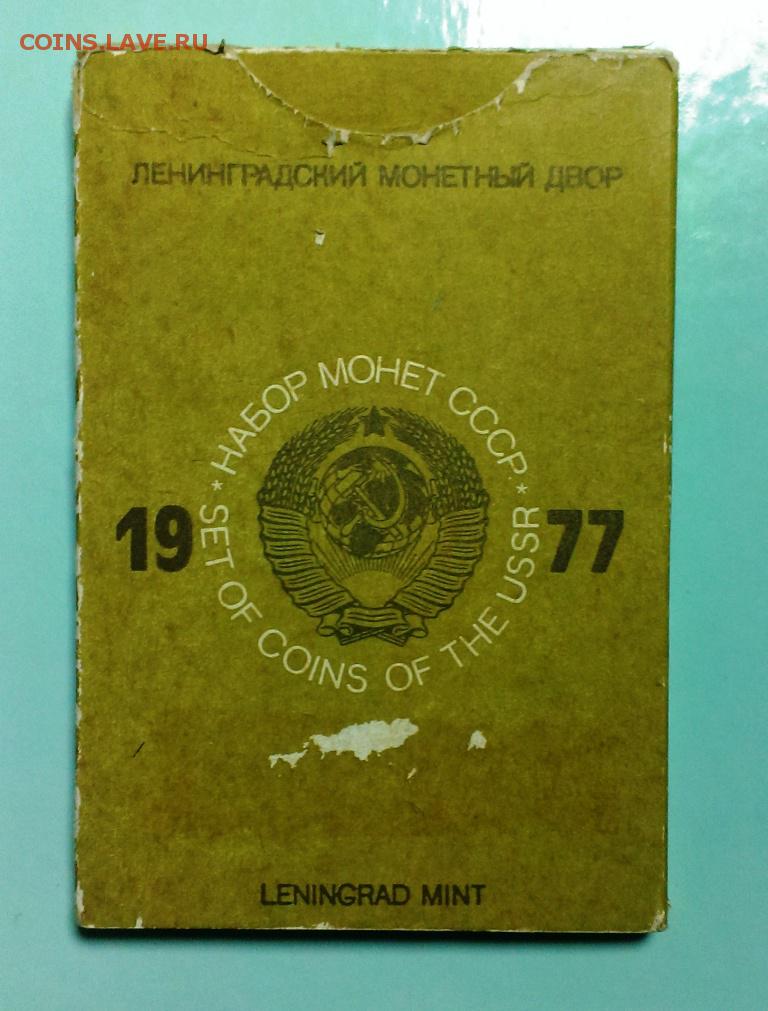 COINS.LAVE.RU
ЛЕНИНГРАДСКИЙ МОНЕТНЫЙ ДВОР
* НАБОР МОНЕТ СССР *
19 77
SET OF COINS OF THE USSR
LENINGRAD MINT